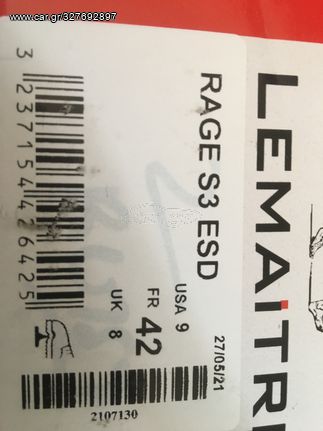 www.car.gr/327692897
LEMAITRE
RAGE S3 ESD
27/05/21
USA 9
FR 42
UK 8
3 237154 426425
2107130